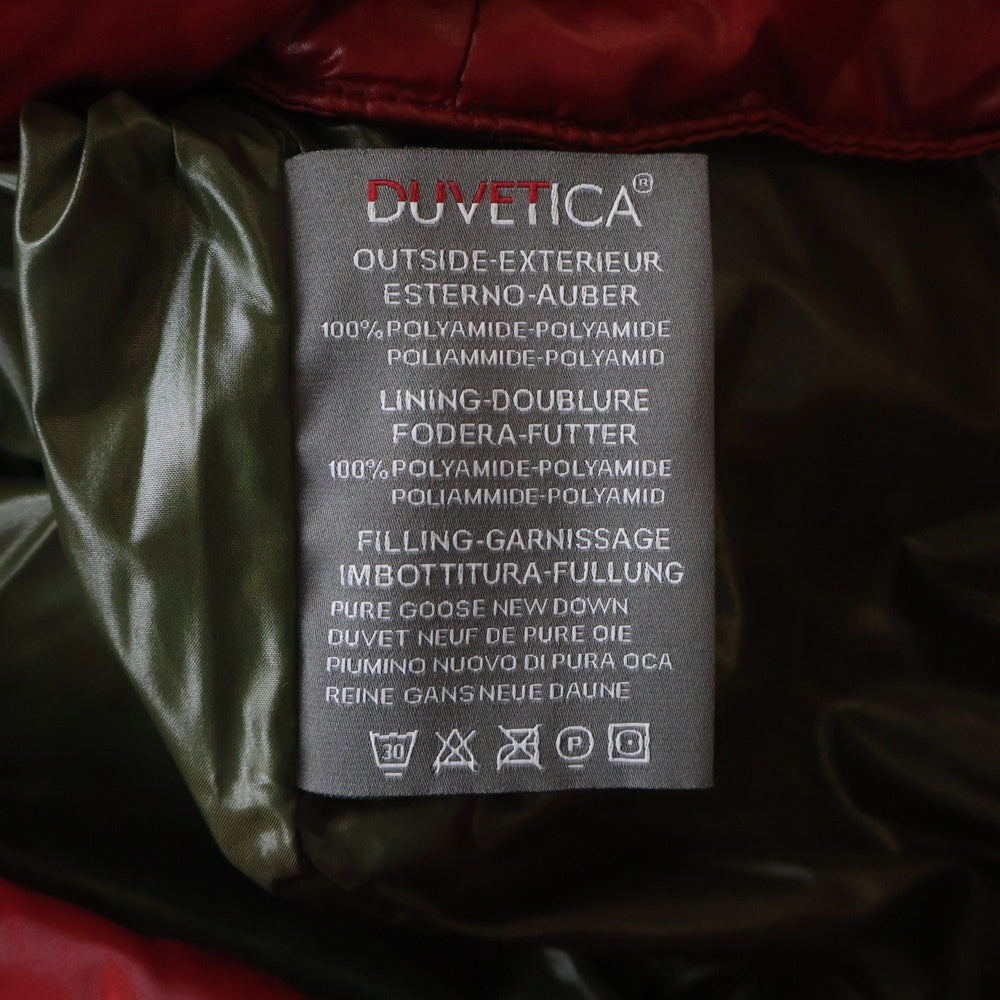 DUVETICA®
OUTSIDE-EXTERIEUR
ESTERNO-AUBER
100% POLYAMIDE-POLYAMIDE
POLIAMMIDE-POLYAMID
LINING-DOUBLURE
FODERA-FUTTER
100% POLYAMIDE-POLYAMIDE
POLIAMMIDE-POLYAMID
FILLING-GARNISSAGE
IMBOTTITURA-FULLUNG
PURE GOOSE NEW DOWN
DUVET NEUF DE PURE OIE
PIUMINO NUOVO DI PURA OCA
REINE GANS NEUE DAUNE
30 P